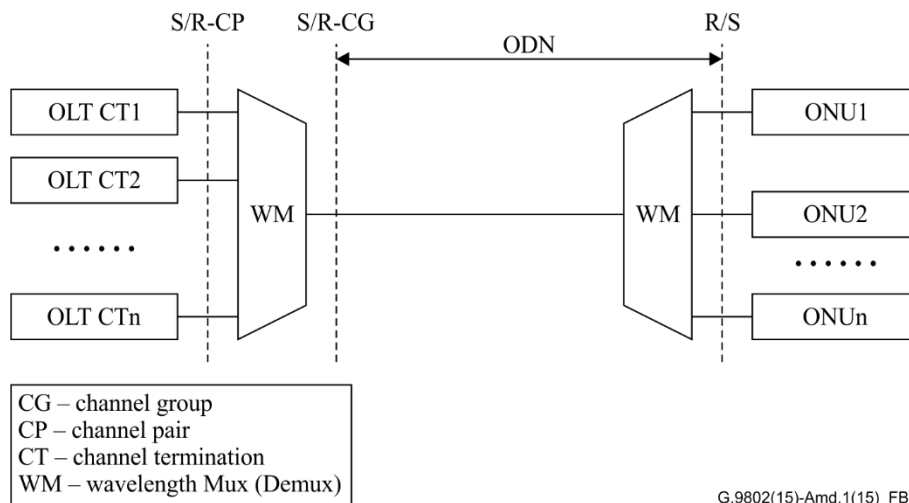 S/R-CP
S/R-CG
R/S
ODN
OLT CT1
OLT CT2
......
OLT CTn
WM
WM
ONU1
ONU2
......
ONUn
CG – channel group
CP – channel pair
CT – channel termination
WM – wavelength Mux (Demux)
G.9802(15)-Amd.1(15)_FB